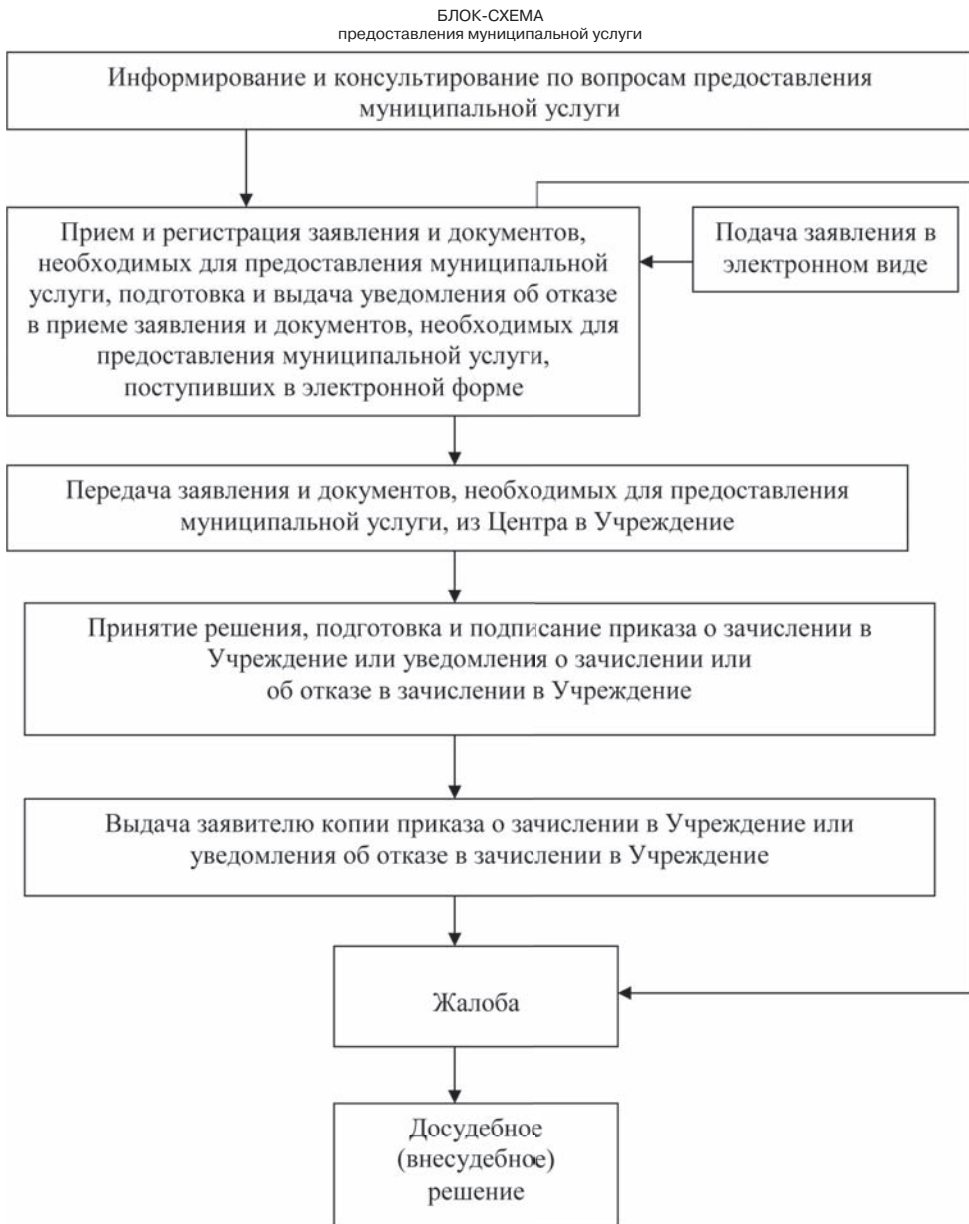 БЛОК-СХЕМА
предоставления муниципальной услуги
Информирование и консультирование по вопросам предоставления
муниципальной услуги
Прием и регистрация заявления и документов,
необходимых для предоставления муниципальной
услуги, подготовка и выдача уведомления об отказе
в приеме заявления и документов, необходимых для
предоставления муниципальной услуги,
поступивших в электронной форме
Подача заявления в
электронном виде
Передача заявления и документов, необходимых для предоставления
муниципальной услуги, из Центра в Учреждение
Принятие решения, подготовка и подписание приказа о зачислении в
Учреждение или уведомления о зачислении или
об отказе в зачислении в Учреждение
Выдача заявителю копии приказа о зачислении в Учреждение или
уведомления об отказе в зачислении в Учреждение
Жалоба
Досудебное
(внесудебное)
решение